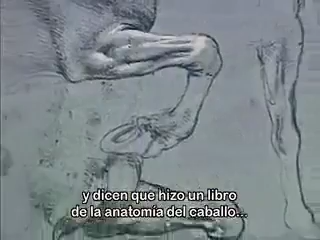 y dicen que hizo un libro
de la anatomía del caballo...